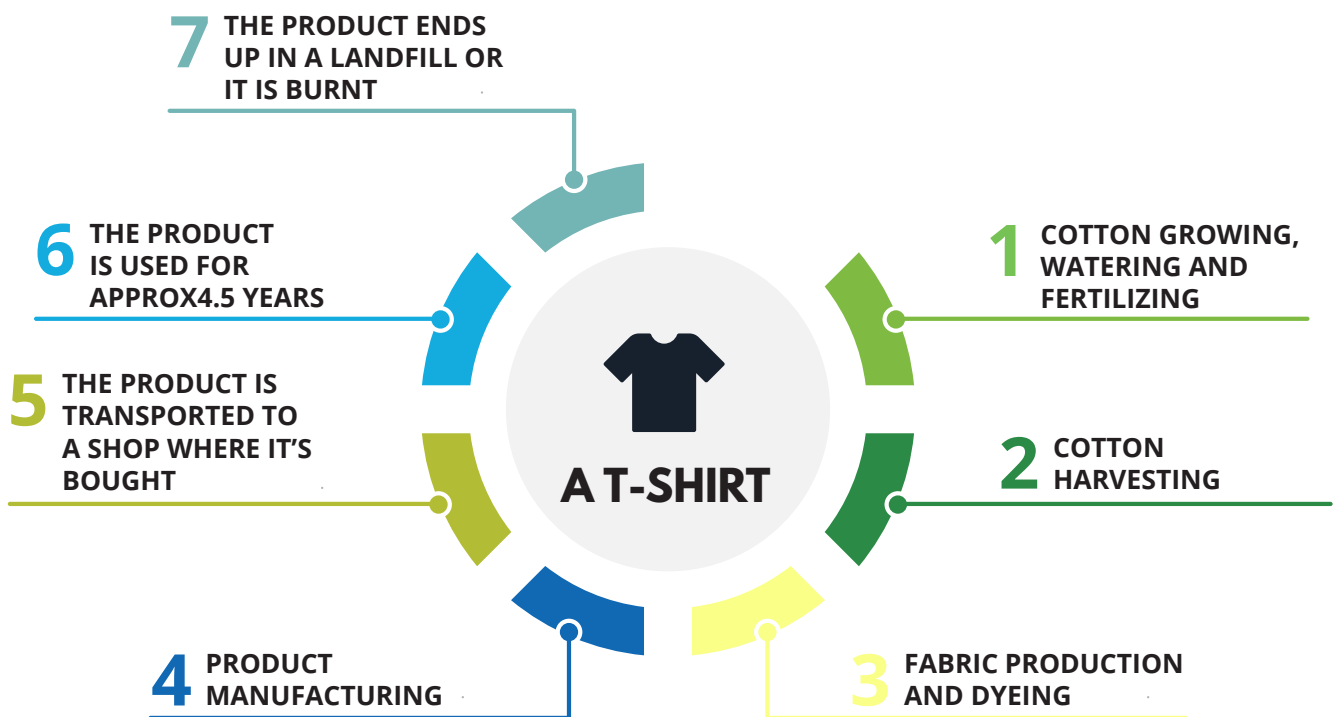 7 THE PRODUCT ENDS
UP IN A LANDFILL OR
IT IS BURNT
6 THE PRODUCT
IS USED FOR
APPROX4.5 YEARS
1 COTTON GROWING,
WATERING AND
FERTILIZING
5 THE PRODUCT IS
TRANSPORTED TO
A SHOP WHERE IT'S
BOUGHT
2 COTTON
HARVESTING
A T-SHIRT
4 PRODUCT
MANUFACTURING
3 FABRIC PRODUCTION
AND DYEING